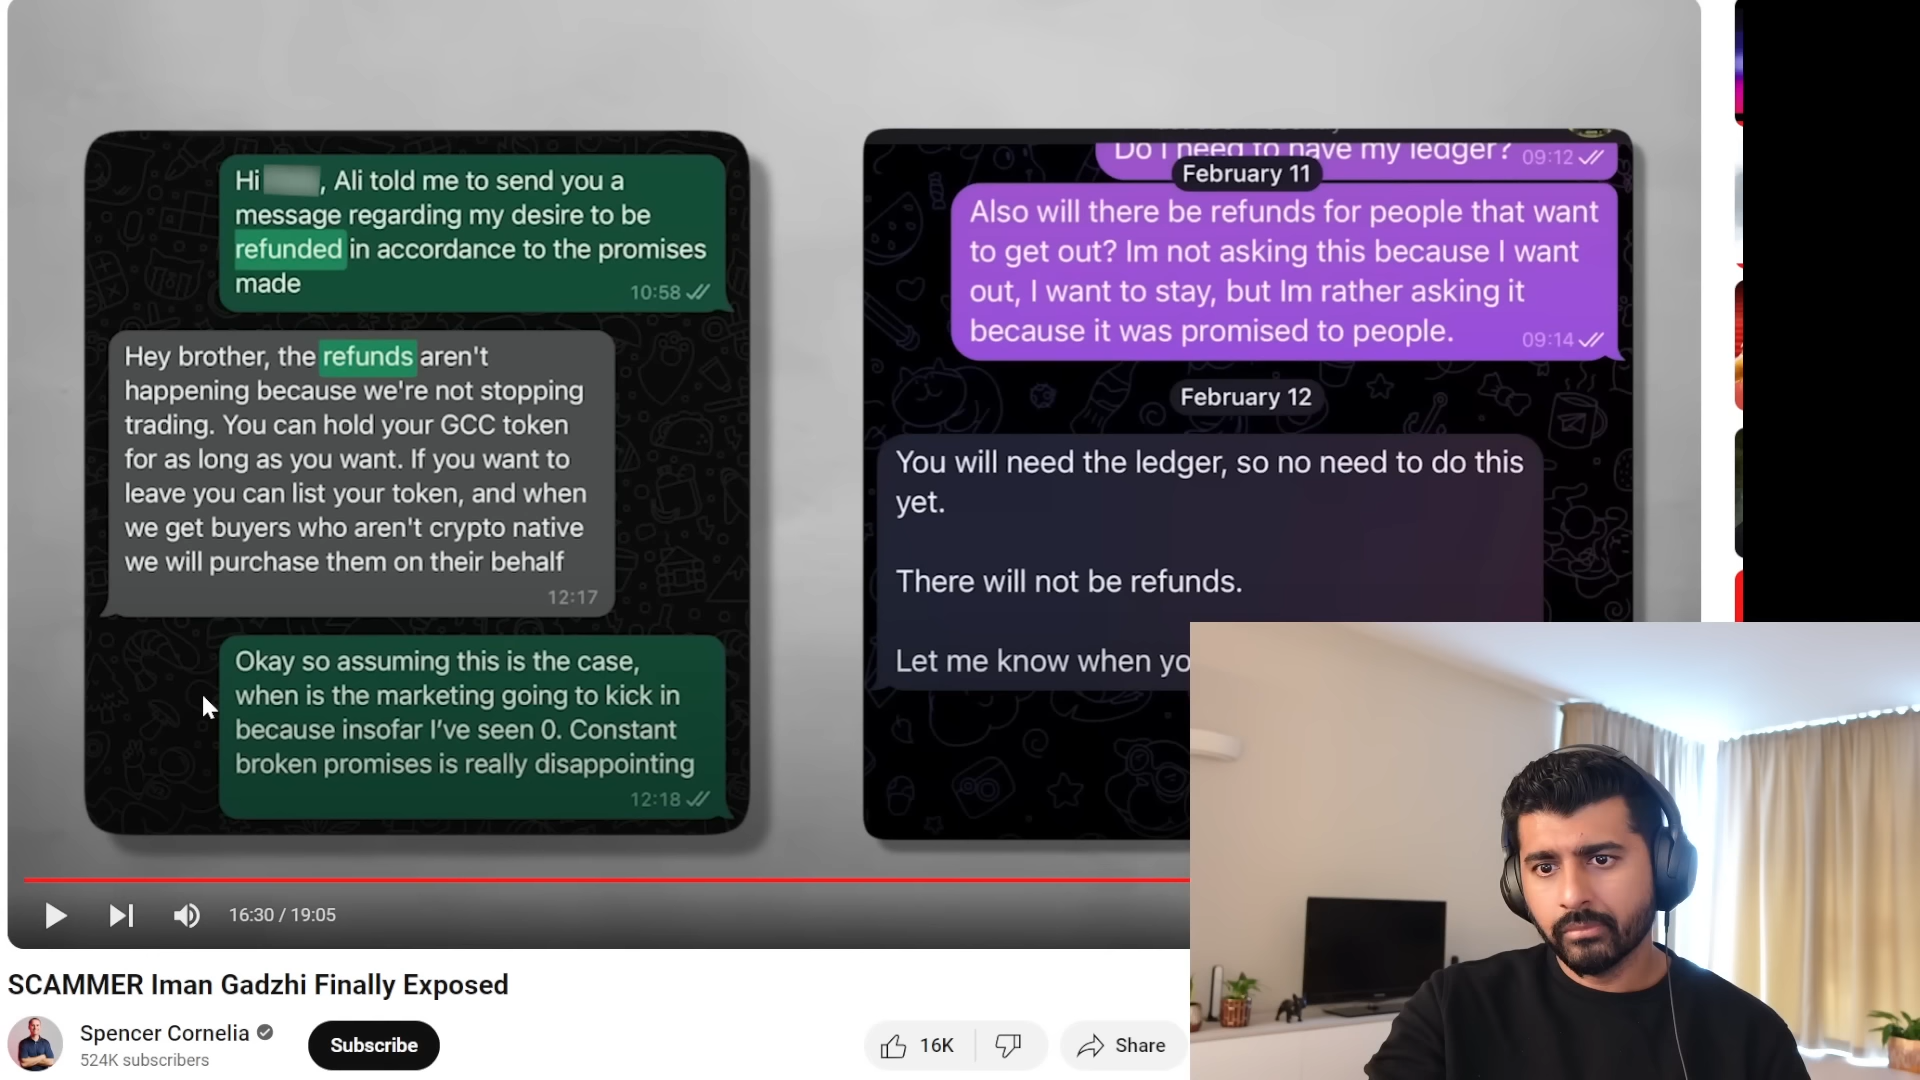 Hi
, Ali told me to send you a
message regarding my desire to be
refunded in accordance to the promises
made
10:58
Hey brother, the refunds aren't
happening because we're not stopping
trading. You can hold your GCC token
for as long as you want. If you want to
leave you can list your token, and when
we get buyers who aren't crypto native
we will purchase them on their behalf
12:17
Okay so assuming this is the case,
when is the marketing going to kick in
because insofar I've seen 0. Constant
broken promises is really disappointing
12:18
Do I need to have my ledger? 09:12
February 11
Also will there be refunds for people that want
to get out? Im not asking this because I want
out, I want to stay, but Im rather asking it
because it was promised to people.
09:14
February 12
You will need the ledger, so no need to do this
yet.
There will not be refunds.
Let me know when yo
16:30 / 19:05
SCAMMER Iman Gadzhi Finally Exposed
Spencer Cornelia
524K subscribers
Subscribe
16K
Share